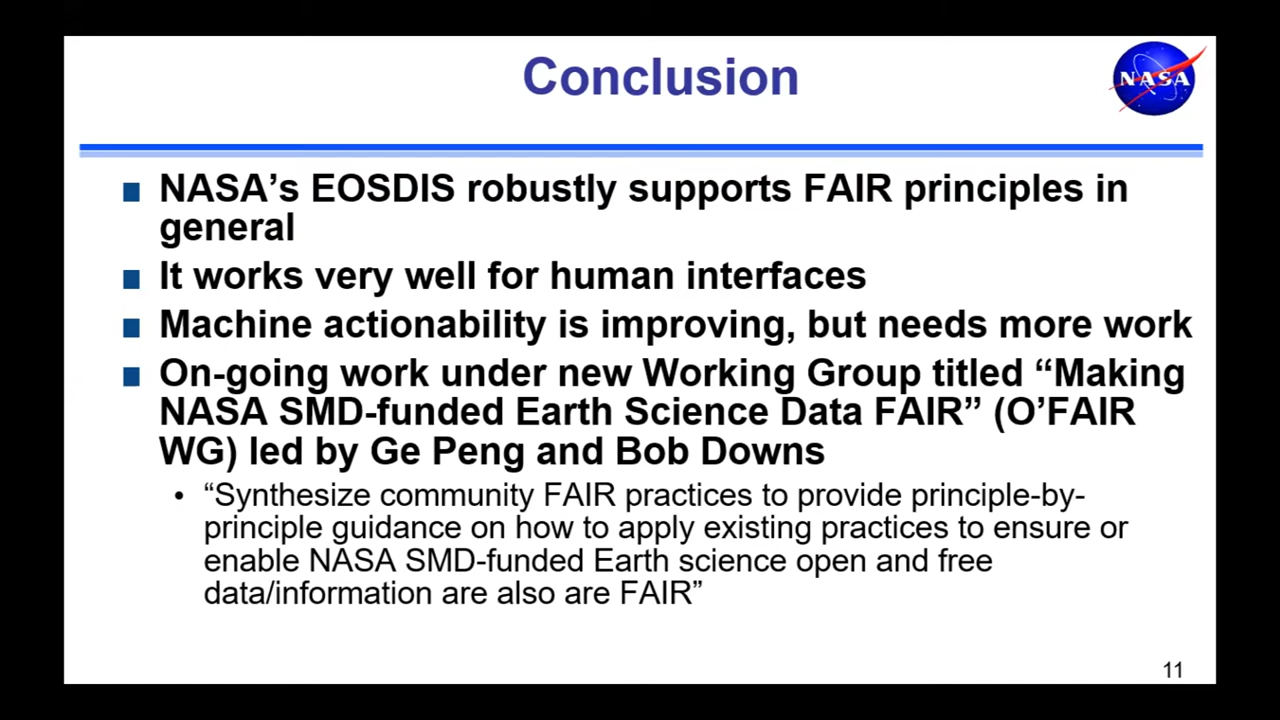 Conclusion
NASA
NASA’s EOSDIS robustly supports FAIR principles in
general
It works very well for human interfaces
Machine actionability is improving, but needs more work
On-going work under new Working Group titled “Making
NASA SMD-funded Earth Science Data FAIR” (O’FAIR
WG) led by Ge Peng and Bob Downs
• “Synthesize community FAIR practices to provide principle-by-
principle guidance on how to apply existing practices to ensure or
enable NASA SMD-funded Earth science open and free
data/information are also are FAIR”
11